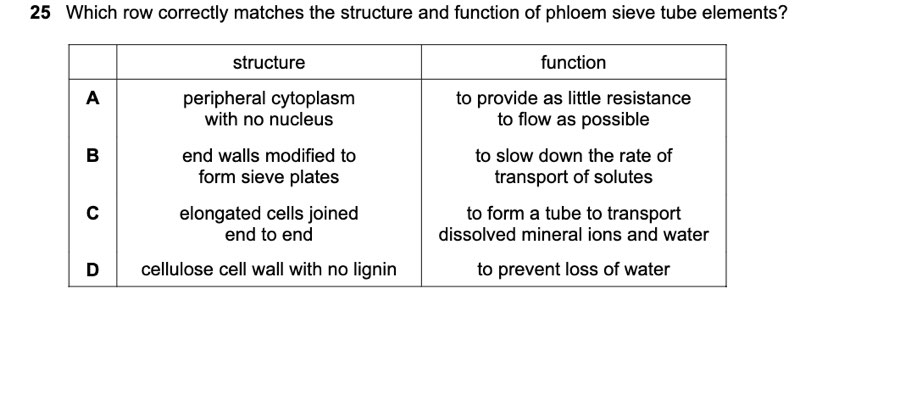 25 Which row correctly matches the structure and function of phloem sieve tube elements?
structure function
A peripheral cytoplasm to provide as little resistance
with no nucleus to flow as possible
B end walls modified to to slow down the rate of
form sieve plates transport of solutes
C elongated cells joined to form a tube to transport
end to end dissolved mineral ions and water
D cellulose cell wall with no lignin to prevent loss of water